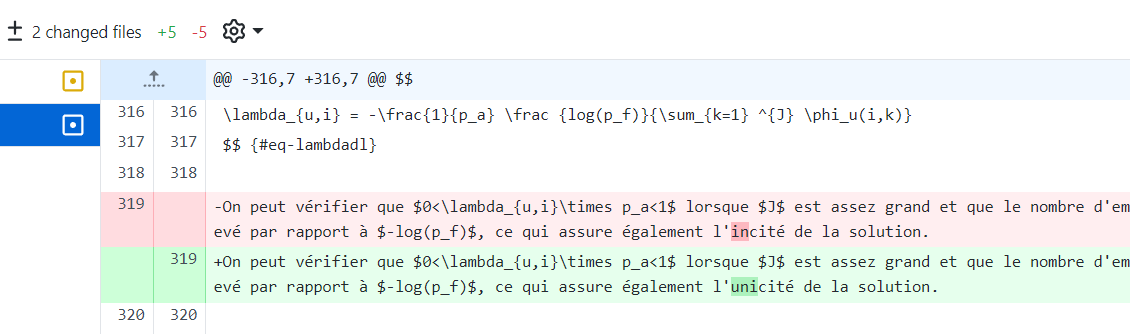 2 changed files +5 -5
@@ -316,7 +316,7 @@ $$
316 316 \lambda_{u,i} = -\frac{1}{p_a} \frac {log(p_f)}{\sum_{k=1} ^{J} \phi_u(i,k)}
317 317 $$ {#eq-lambdadl}
318 318
319 -On peut vérifier que $0<\lambda_{u,i}\times p_a<1$ lorsque $J$ est assez grand et que le nombre d'em
evé par rapport à $-log(p_f)$, ce qui assure également l'incité de la solution.
319 +On peut vérifier que $0<\lambda_{u,i}\times p_a<1$ lorsque $J$ est assez grand et que le nombre d'em
evé par rapport à $-log(p_f)$, ce qui assure également l'unicité de la solution.
320 320